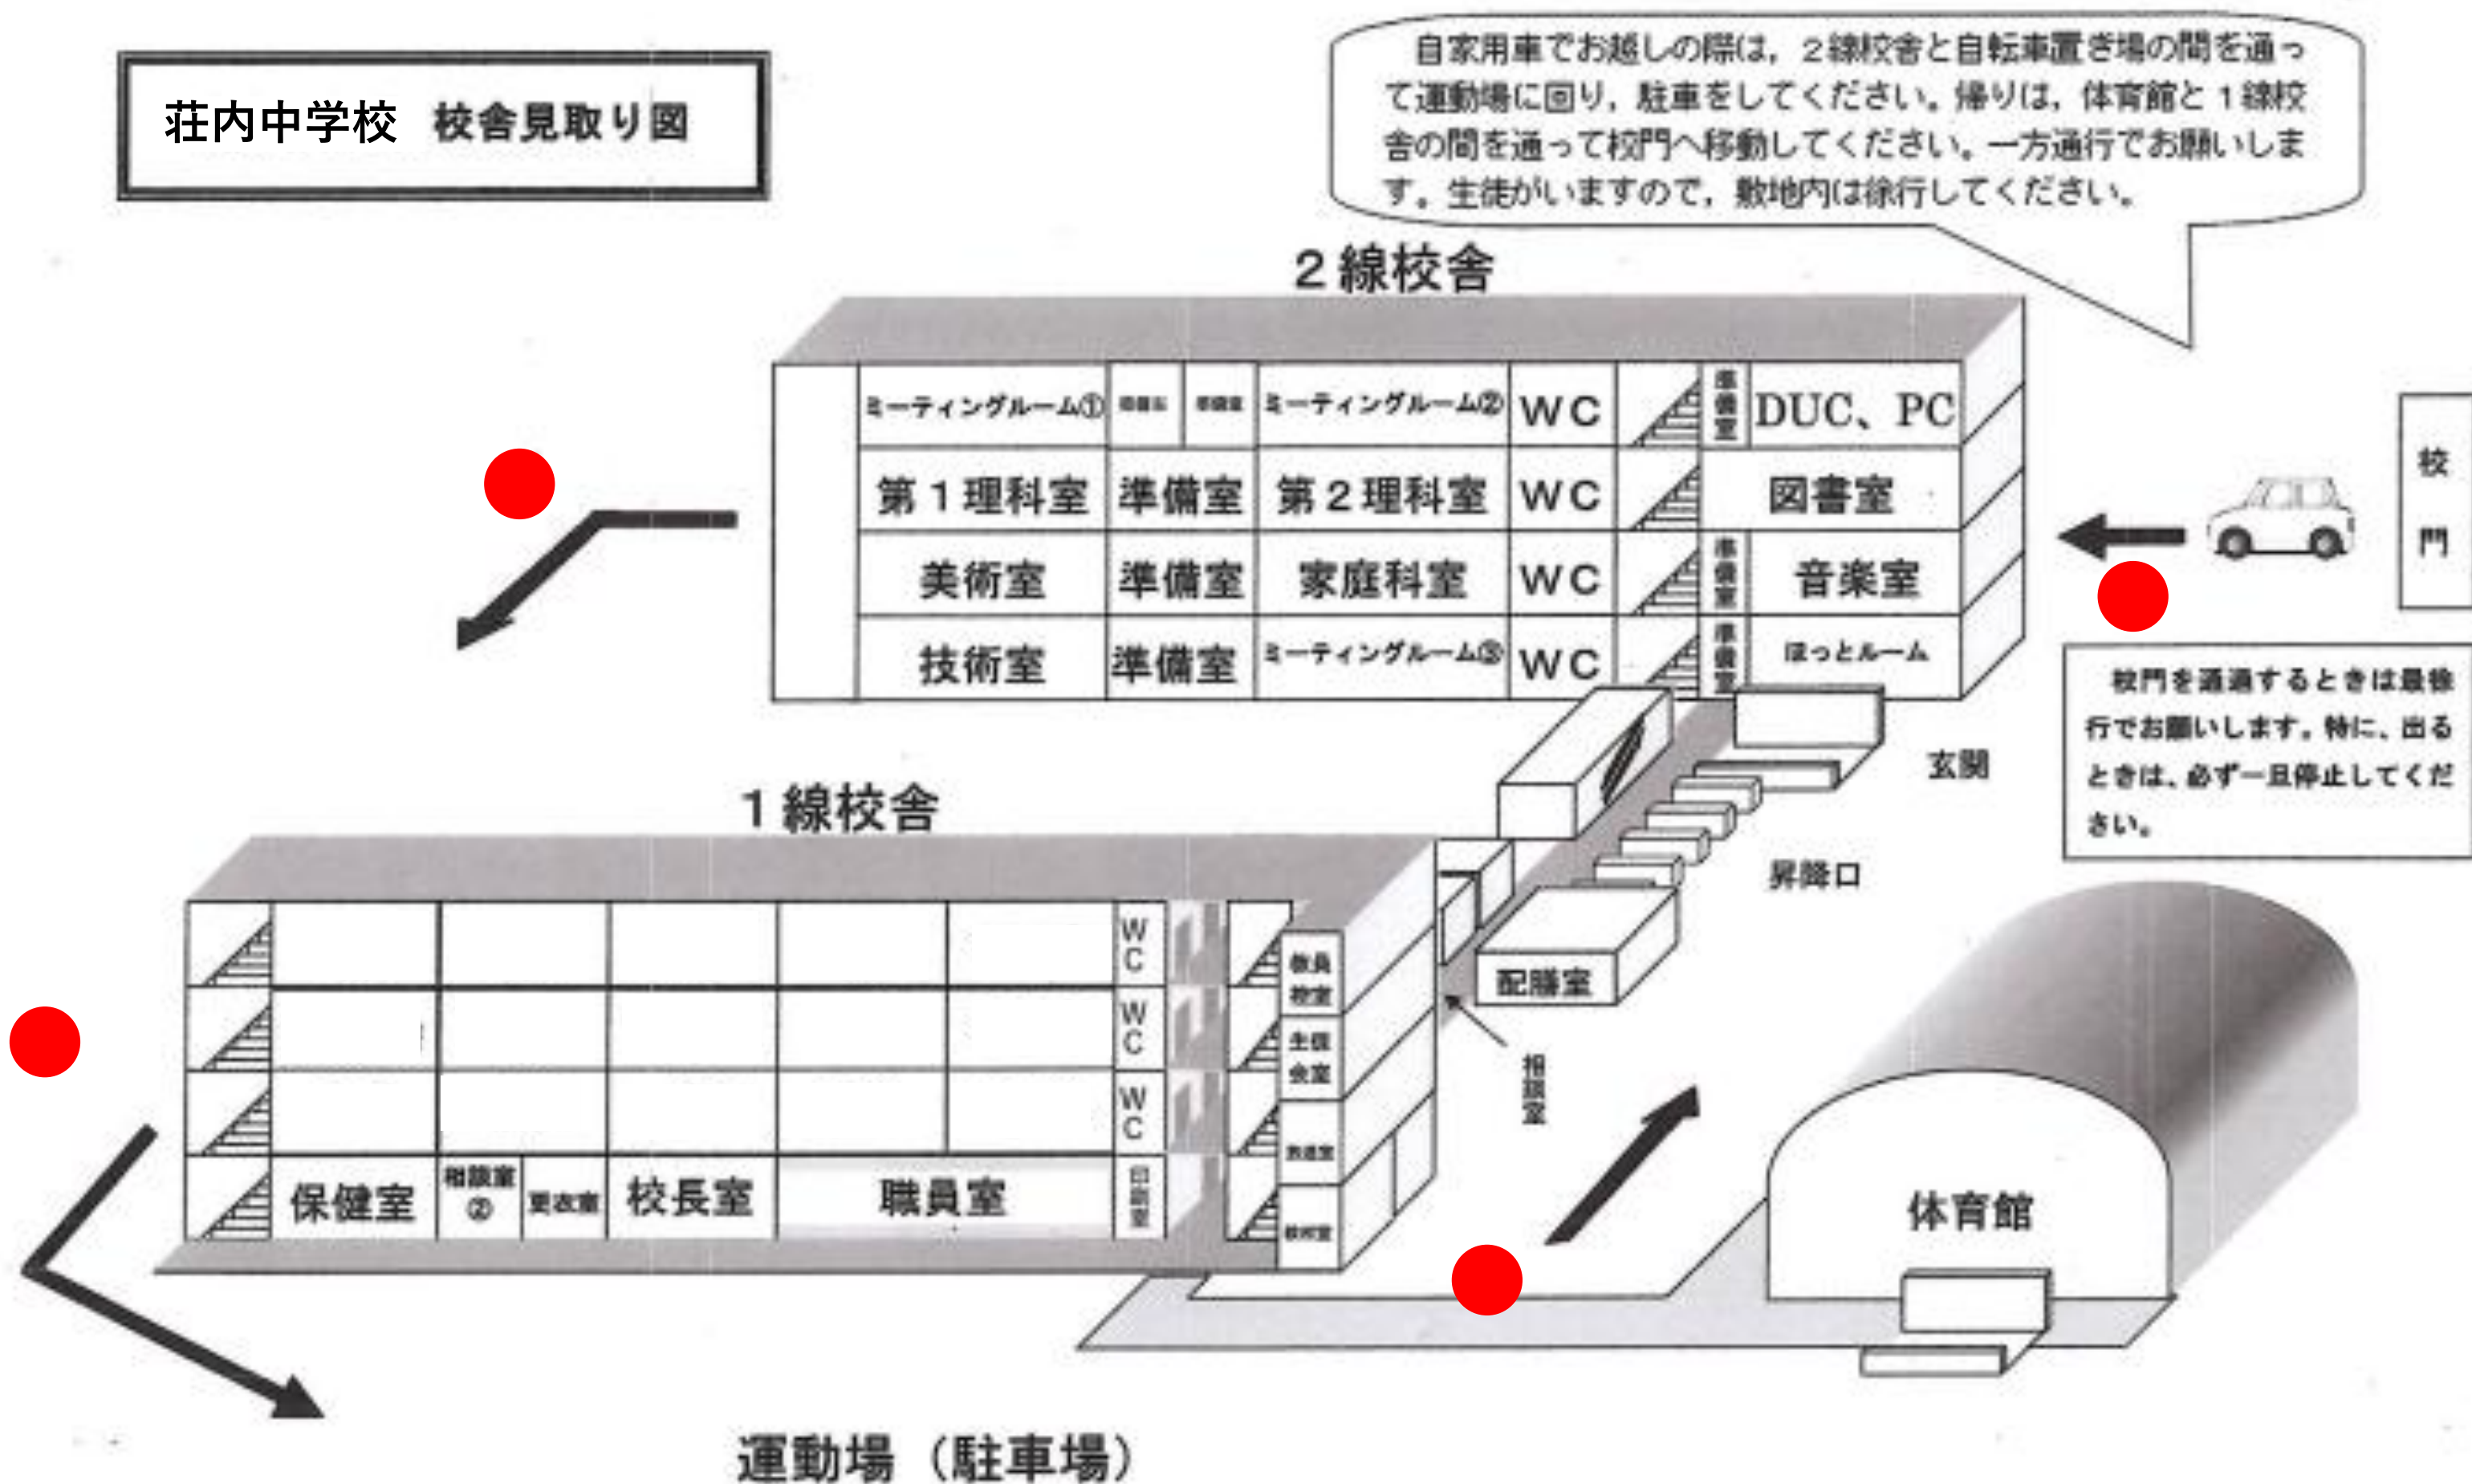 荘内中学校 校舎見取り図
自家用車でお越しの際は，２線校舎と自転車置き場の間を通っ
て運動場に回り，駐車をしてください。帰りは，体育館と１線校
舎の間を通って校門へ移動してください。一方通行でお願いしま
す。生徒がいますので，敷地内は徐行してください。
２線校舎
ミーティングルーム① ミーティングルーム② WC 準備室 DUC、PC
第１理科室 準備室 第２理科室 WC 図書室
美術室 準備室 家庭科室 WC 準備室 音楽室
技術室 準備室 ミーティングルーム③ WC 準備室 ほっとルーム
校門
校門を通過するときは最徐
行でお願いします。特に、出る
ときは、必ず一旦停止してくだ
さい。
玄関
昇降口
１線校舎
WC
教員
控室
WC
生徒
会室
WC
放送室
保健室 相談室② 更衣室 校長室 職員室 印刷室
教材室
配膳室
相談室
体育館
運動場（駐車場）